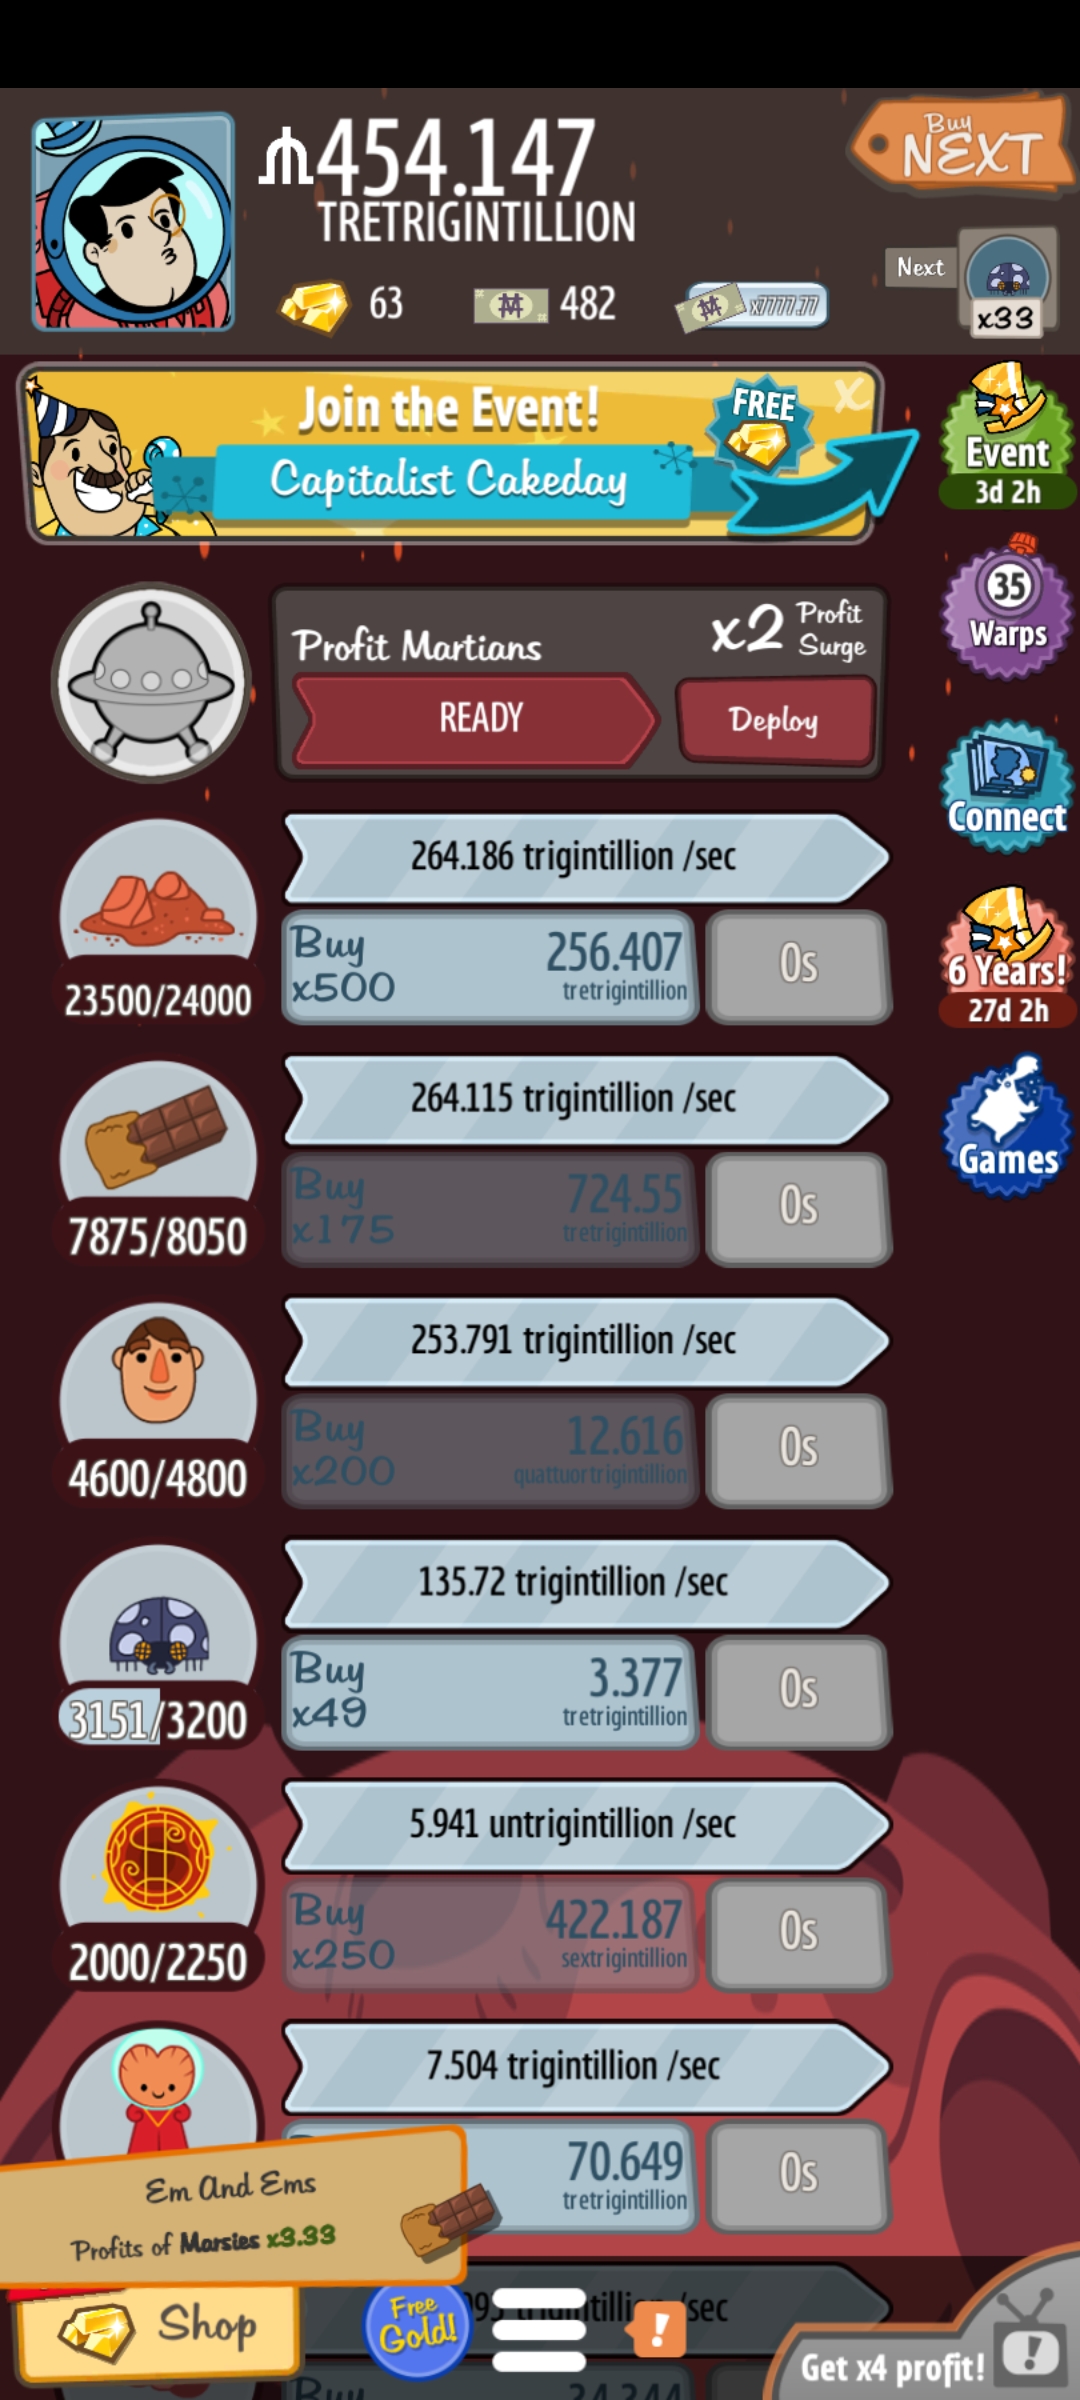 454.147
TRETRIGINTILLION
Buy
NEXT
63
482
x7777.77
Next
x33
Join the Event!
Capitalist Cakeday
FREE
x
Event
3d 2h
35
Warps
Profit Martians
x2 Profit
Surge
READY
Deploy
Connect
264.186 trigintillion /sec
23500/24000
Buy
x500
256.407
tretrigintillion
0s
6 Years!
27d 2h
264.115 trigintillion /sec
7875/8050
Buy
x175
724.55
tretrigintillion
0s
Games
253.791 trigintillion /sec
4600/4800
Buy
x200
12.616
quattuortrigintillion
0s
135.72 trigintillion /sec
3151/3200
Buy
x49
3.377
tretrigintillion
0s
5.941 untrigintillion /sec
2000/2250
Buy
x250
422.187
sextrigintillion
0s
7.504 trigintillion /sec
70.649
tretrigintillion
0s
Em And Ems
Profits of Marsies x3.33
Shop
Free
Gold!
/sec
!
Get x4 profit!
!
Buy